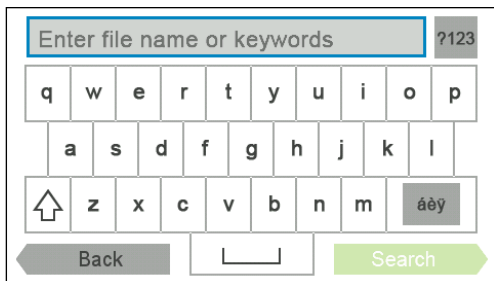 Enter file name or keywords ?123
q w e r t y u i o p
a s d f g h j k l
z x c v b n m áèÿ
Back Search